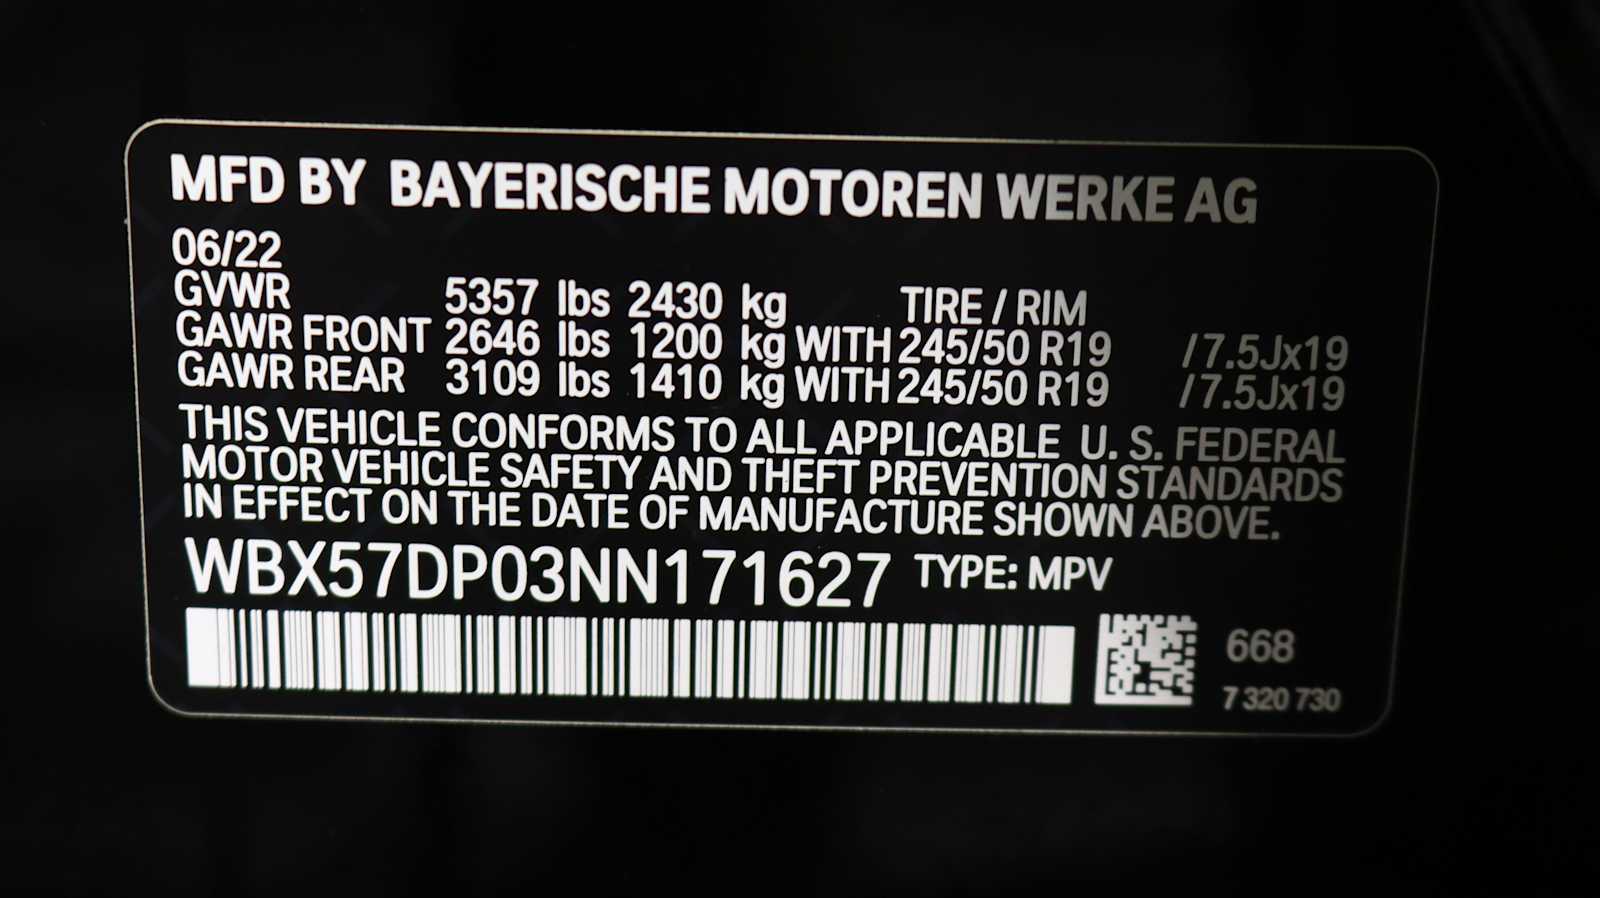 MFD BY BAYERISCHE MOTOREN WERKE AG
06/22
GVWR 5357 lbs 2430 kg TIRE / RIM
GAWR FRONT 2646 lbs 1200 kg WITH 245/50 R19 /7.5Jx19
GAWR REAR 3109 lbs 1410 kg WITH 245/50 R19 /7.5Jx19
THIS VEHICLE CONFORMS TO ALL APPLICABLE U. S. FEDERAL
MOTOR VEHICLE SAFETY AND THEFT PREVENTION STANDARDS
IN EFFECT ON THE DATE OF MANUFACTURE SHOWN ABOVE.
WBX57DP03NN171627 TYPE: MPV
668
7 320 730